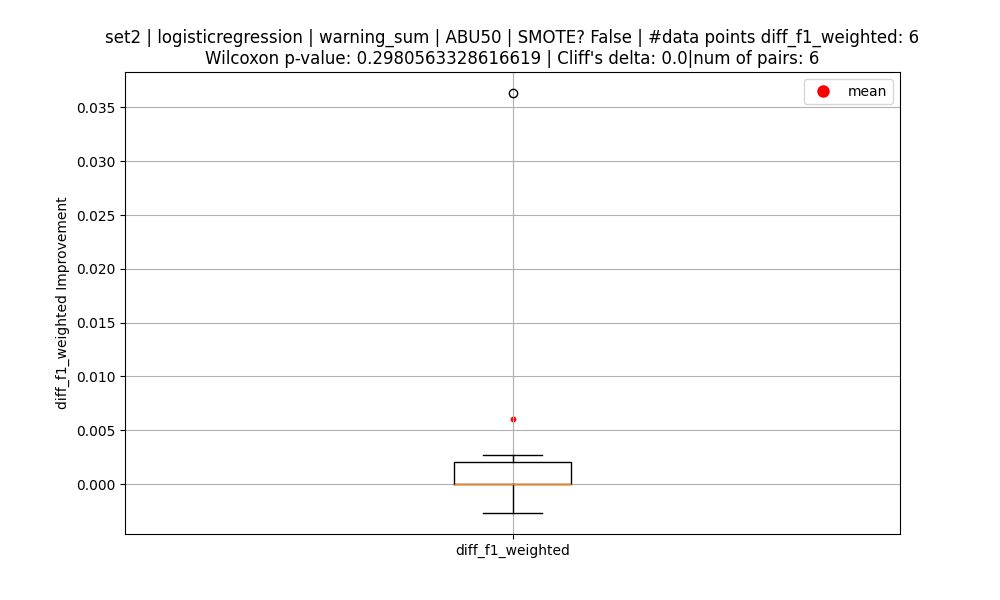 set2 | logisticregression | warning_sum | ABU50 | SMOTE? False | #data points diff_f1_weighted: 6
Wilcoxon p-value: 0.2980563328616619 | Cliff's delta: 0.0|num of pairs: 6
mean
0.035
0.030
0.025
0.020
0.015
0.010
0.005
0.000
diff_f1_weighted Improvement
diff_f1_weighted